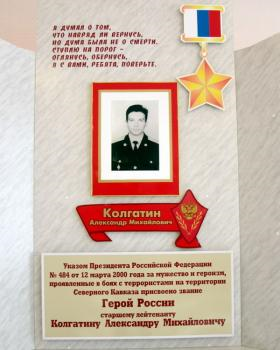 Я ДУМАЛ О ТОМ,
ЧТО НАВРЯД ЛИ ВЕРНУСЬ,
НО ДУМА БЫЛА НЕ О СМЕРТИ.
СТУПАЮ НА ПОРОГ -
ОГЛЯНУСЬ, ОБЕРНУСЬ,
Я С ВАМИ, РЕБЯТА, ПОВЕРЬТЕ.
Колгатин
Александр Михайлович
Указом Президента Российской Федерации
№ 484 от 12 марта 2000 года за мужество и героизм,
проявленные в боях с террористами на территории
Северного Кавказа присвоено звание
Герой России
старшему лейтенанту
Колгатину Александру Михайловичу